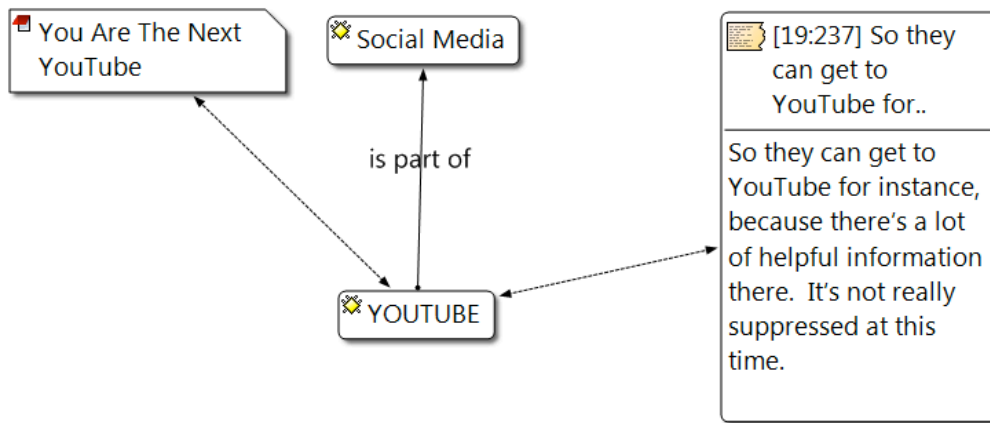 You Are The Next
YouTube
Social Media
[19:237] So they
can get to
YouTube for..
is part of
So they can get to
YouTube for instance,
because there's a lot
of helpful information
there.  It's not really
suppressed at this
time.
YOUTUBE